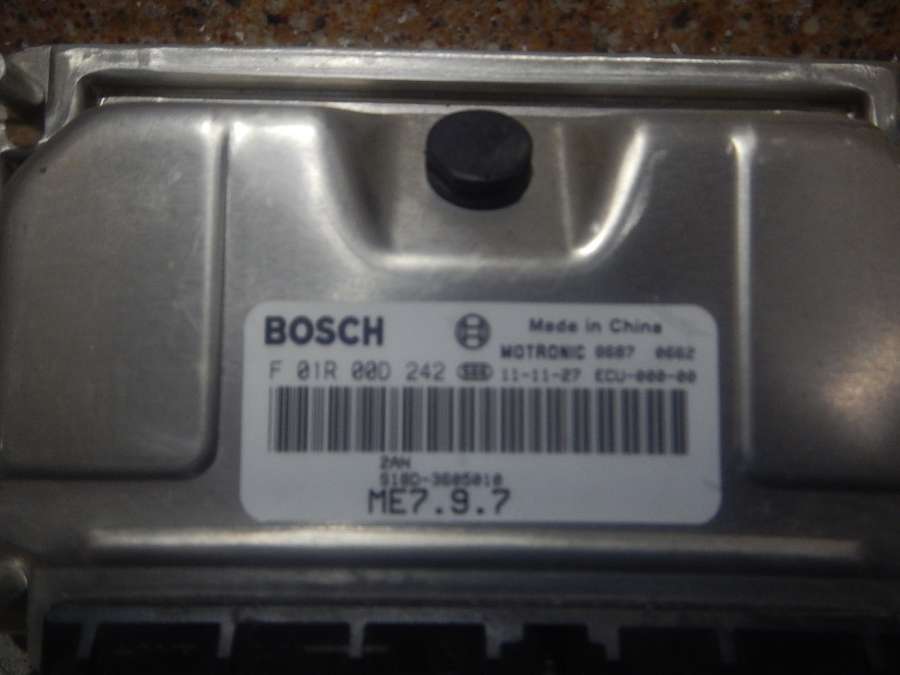 BOSCH
Made in China
MOTRONIC 0687 0662
F 01R 00D 242 11-11-27 ECU-000-00
2AN
S18D-3605010
ME7.9.7